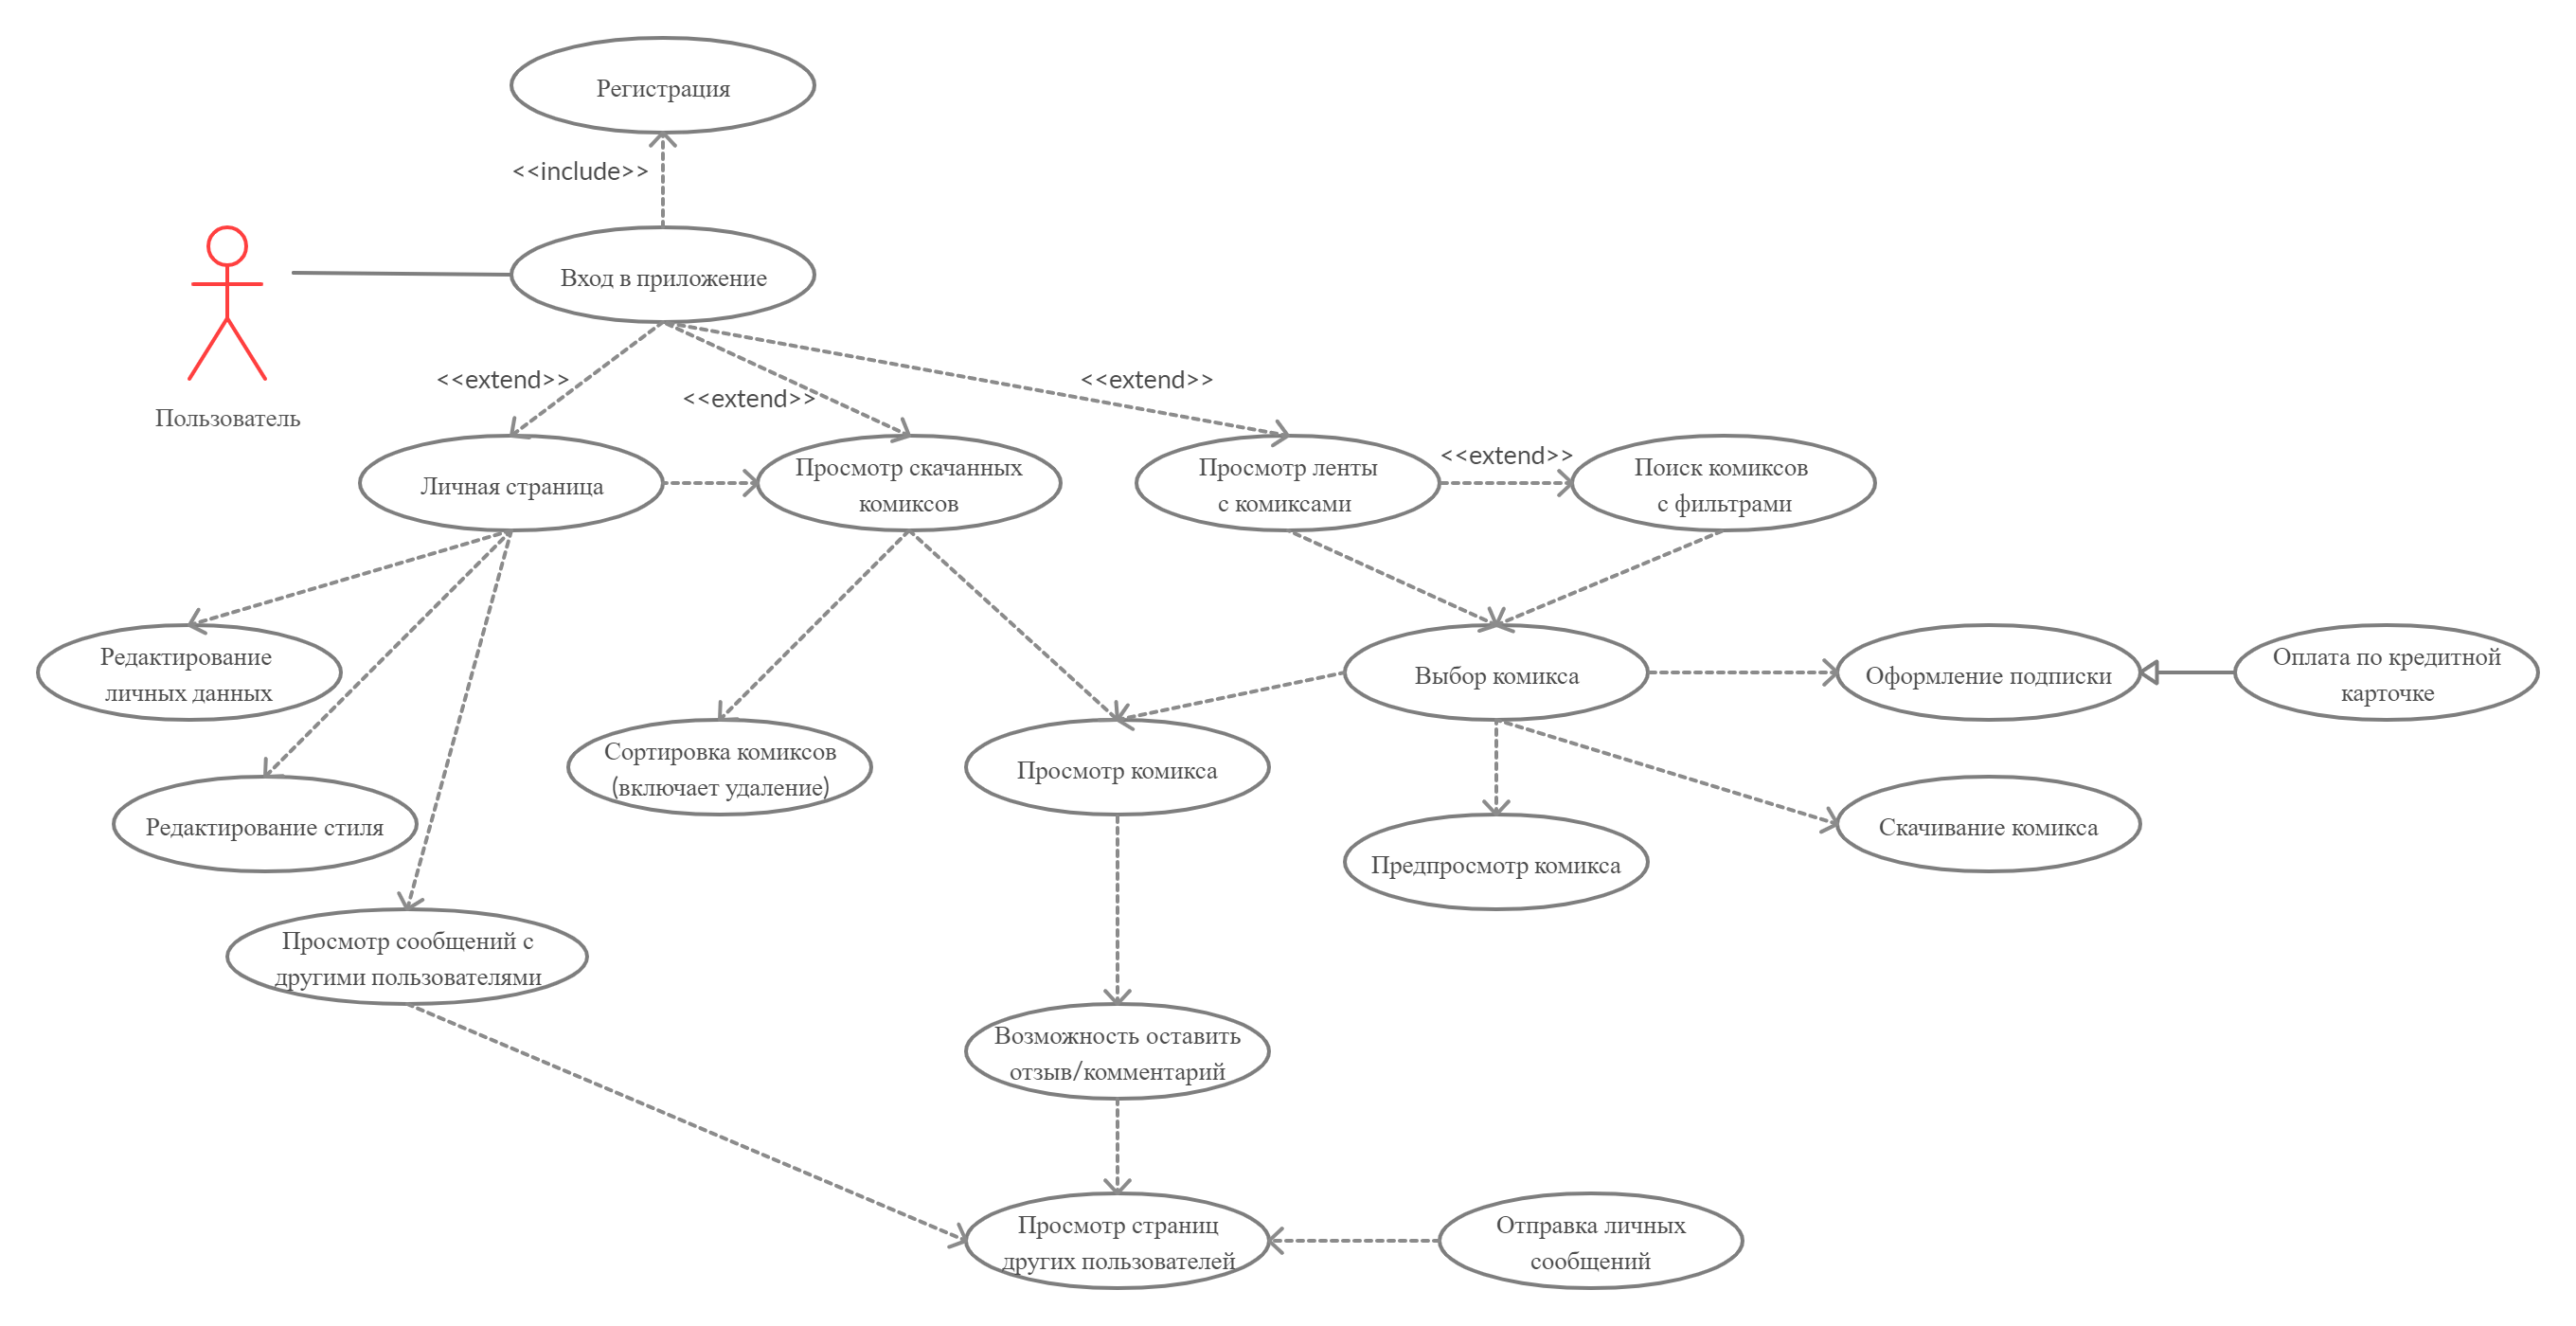 Регистрация
<<include>>
Вход в приложение
Пользователь
<<extend>>
<<extend>>
<<extend>>
Личная страница
Просмотр скачанных
комиксов
Просмотр ленты
с комиксами
<<extend>>
Поиск комиксов
с фильтрами
Редактирование
личных данных
Выбор комикса
Оформление подписки
Оплата по кредитной
карточке
Сортировка комиксов
(включает удаление)
Просмотр комикса
Редактирование стиля
Предпросмотр комикса
Скачивание комикса
Просмотр сообщений с
другими пользователями
Возможность оставить
отзыв/комментарий
Просмотр страниц
других пользователей
Отправка личных
сообщений